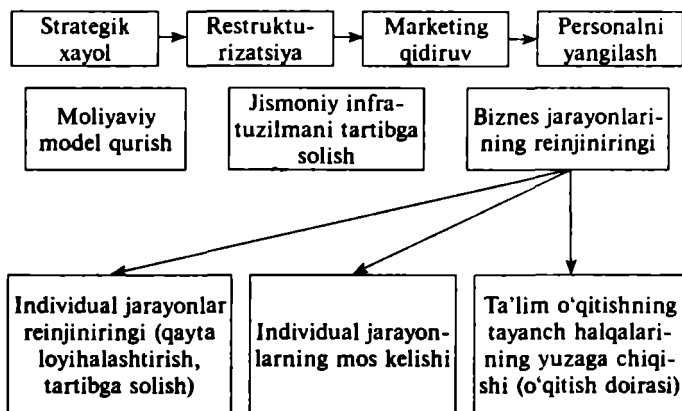 Strategik
xayol
Restruktu-
rizatsiya
Marketing
qidiruv
Personalni
yangilash
Moliyaviy
model qurish
Jismoniy infra-
tuzilmani tartibga
solish
Biznes jarayonlari-
ning reinjiniringi
Individual jarayonlar
reinjiniringi (qayta
loyihalashtirish,
tartibga solish)
Individual jarayon-
larning mos kelishi
Ta’lim o‘qitishning
tayanch halqalari-
ning yuzaga chiqi-
shi (o‘qitish doirasi)